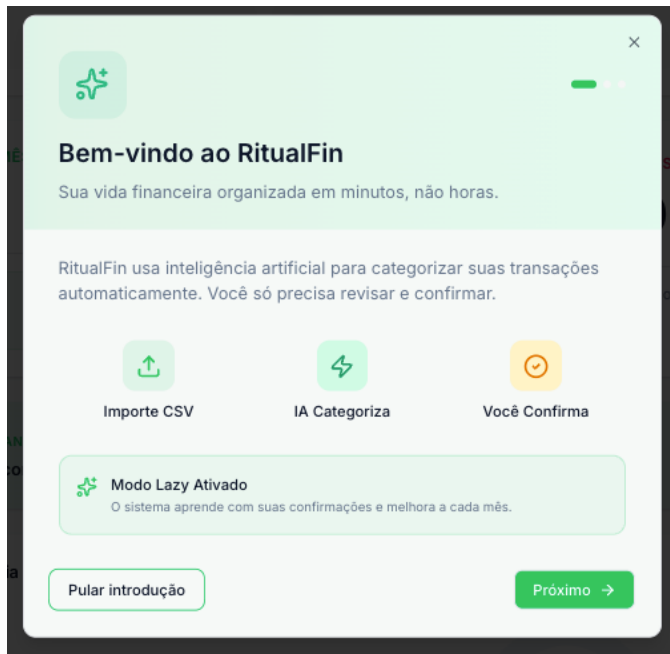 Bem-vindo ao RitualFin
Sua vida financeira organizada em minutos, não horas.
RitualFin usa inteligência artificial para categorizar suas transações
automaticamente. Você só precisa revisar e confirmar.
Importe CSV
IA Categoriza
Você Confirma
Modo Lazy Ativado
O sistema aprende com suas confirmações e melhora a cada mês.
Pular introdução
Próximo